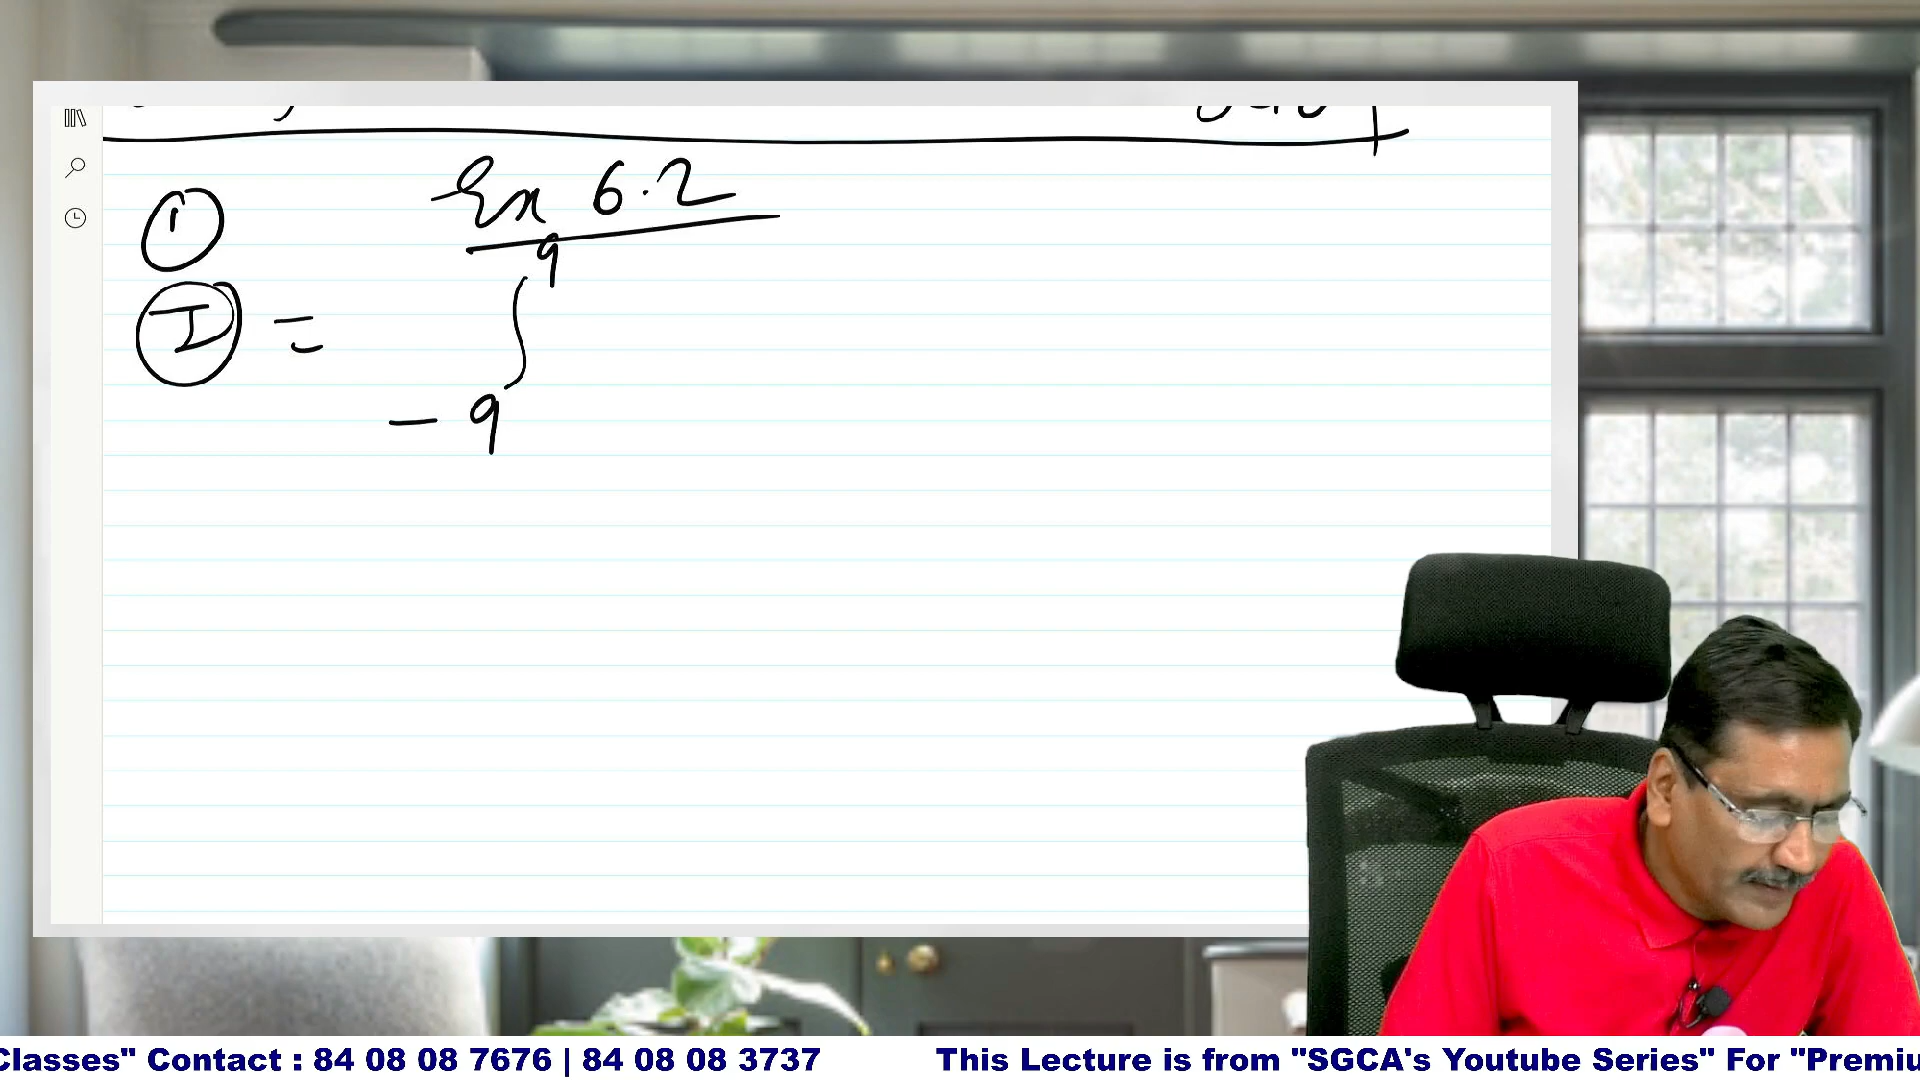 ① Ex 6.2
Ⓘ = ∫
9
- 9
Classes" Contact : 84 08 08 7676 | 84 08 08 3737 This Lecture is from "SGCA's Youtube Series" For "Premiu